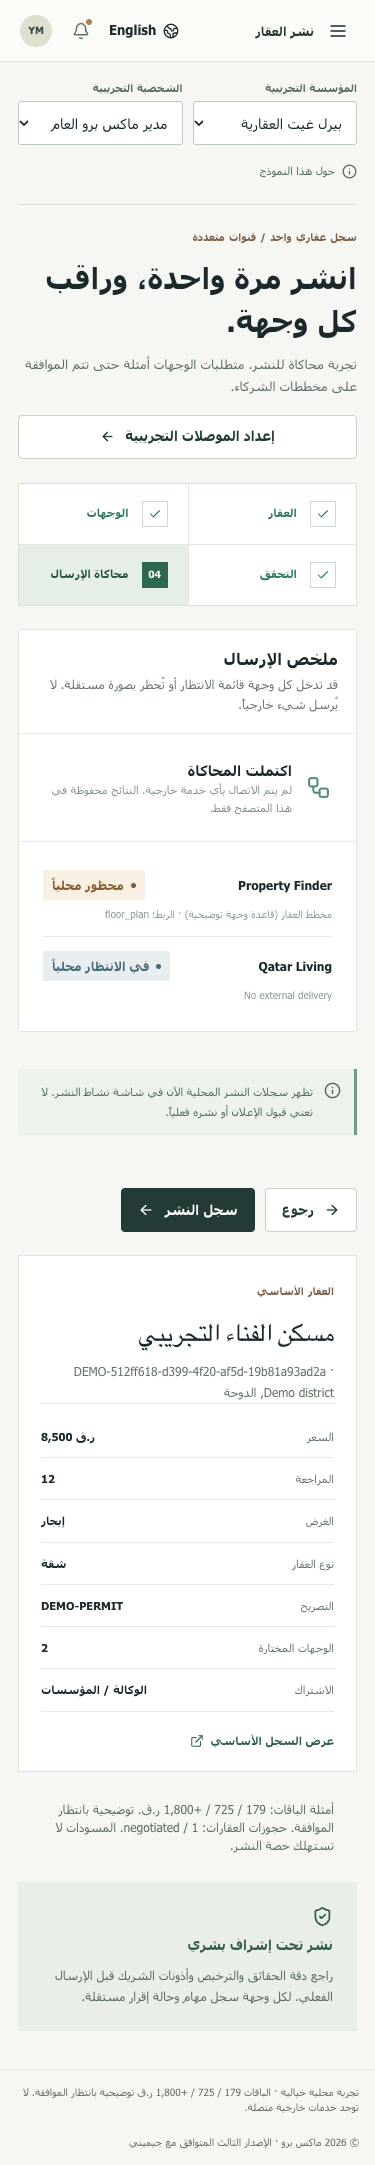 نشر العقار
English
YM
المؤسسة التجريبية
الشخصية التجريبية
بيرل غيت العقارية
مدير ماكس برو العام
حول هذا النموذج
سجل عقاري واحد / قنوات متعددة
انشر مرة واحدة، وراقب
كل وجهة.
تجربة محاكاة للنشر. متطلبات الوجهات أمثلة حتى تتم الموافقة
على مخططات الشركاء.
إعداد الموصلات التجريبية
العقار
الوجهات
التحقق
04
محاكاة الإرسال
ملخص الإرسال
قد تدخل كل وجهة قائمة الانتظار أو تُحظر بصورة مستقلة. لا
يُرسل شيء خارجياً.
اكتملت المحاكاة
لم يتم الاتصال بأي خدمة خارجية. النتائج محفوظة في
هذا المتصفح فقط.
Property Finder
محظور محلياً
مخطط العقار (قاعدة وجهة توضيحية) · الربط: floor_plan
Qatar Living
في الانتظار محلياً
No external delivery
تظهر سجلات النشر المحلية الآن في شاشة نشاط النشر. لا
تعني قبول الإعلان أو نشره فعلياً.
رجوع
سجل النشر
العقار الأساسي
مسكن الفناء التجريبي
DEMO-512ff618-d399-4f20-af5d-19b81a93ad2a ·
Demo district, الدوحة
السعر
8,500 ر.ق
المراجعة
12
الغرض
إيجار
نوع العقار
شقة
التصريح
DEMO-PERMIT
الوجهات المختارة
2
الاشتراك
الوكالة / المؤسسات
عرض السجل الأساسي
أمثلة الباقات: 179 / 725 / +1,800 ر.ق. توضيحية بانتظار
الموافقة. حجوزات العقارات: 1 / negotiated. المسودات لا
تستهلك حصة النشر.
نشر تحت إشراف بشري
راجع دقة الحقائق والترخيص وأذونات الشريك قبل الإرسال
الفعلي. لكل وجهة سجل مهام وحالة إقرار مستقلة.
تجربة محلية خيالية · الباقات 179 / 725 / +1,800 ر.ق توضيحية بانتظار الموافقة. لا
توجد خدمات خارجية متصلة.
© 2026 ماكس برو · الإصدار الثالث المتوافق مع جيميني